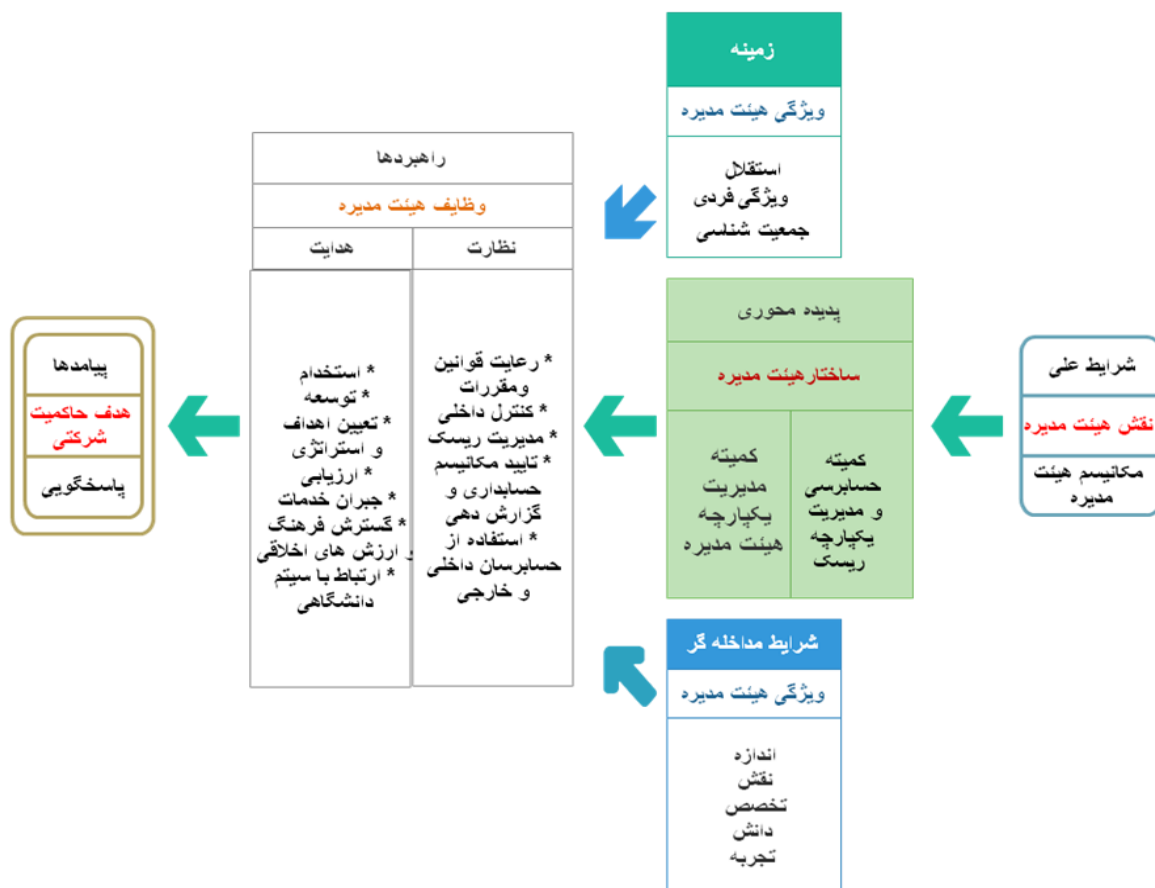 زمینه
ویژگی هیئت مدیره
استقلال
ویژگی فردی
جمعیت شناسی
شرایط علی
نقش هیئت مدیره
مکانیسم هیئت
مدیره
پدیده محوری
ساختارهیئت مدیره
کمیته
حسابرسی
و مدیریت
یکپارچه
ریسک
کمیته
مدیریت
یکپارچه
هیئت مدیره
شرایط مداخله گر
ویژگی هیئت مدیره
اندازه
نقش
تخصص
دانش
تجربه
راهبردها
وظایف هیئت مدیره
نظارت
* رعایت قوانین
ومقررات
* کنترل داخلی
* مدیریت ریسک
* تایید مکانیسم
حسابداری و
گزارش دهی
* استفاده از
حسابرسان داخلی
و خارجی
هدایت
* استخدام
* توسعه
* تعیین اهداف
و استراتژی
* ارزیابی
* جبران خدمات
* گسترش فرهنگ
و ارزش های اخلاقی
* ارتباط با سیتم
دانشگاهی
پیامدها
هدف حاکمیت
شرکتی
پاسخگویی